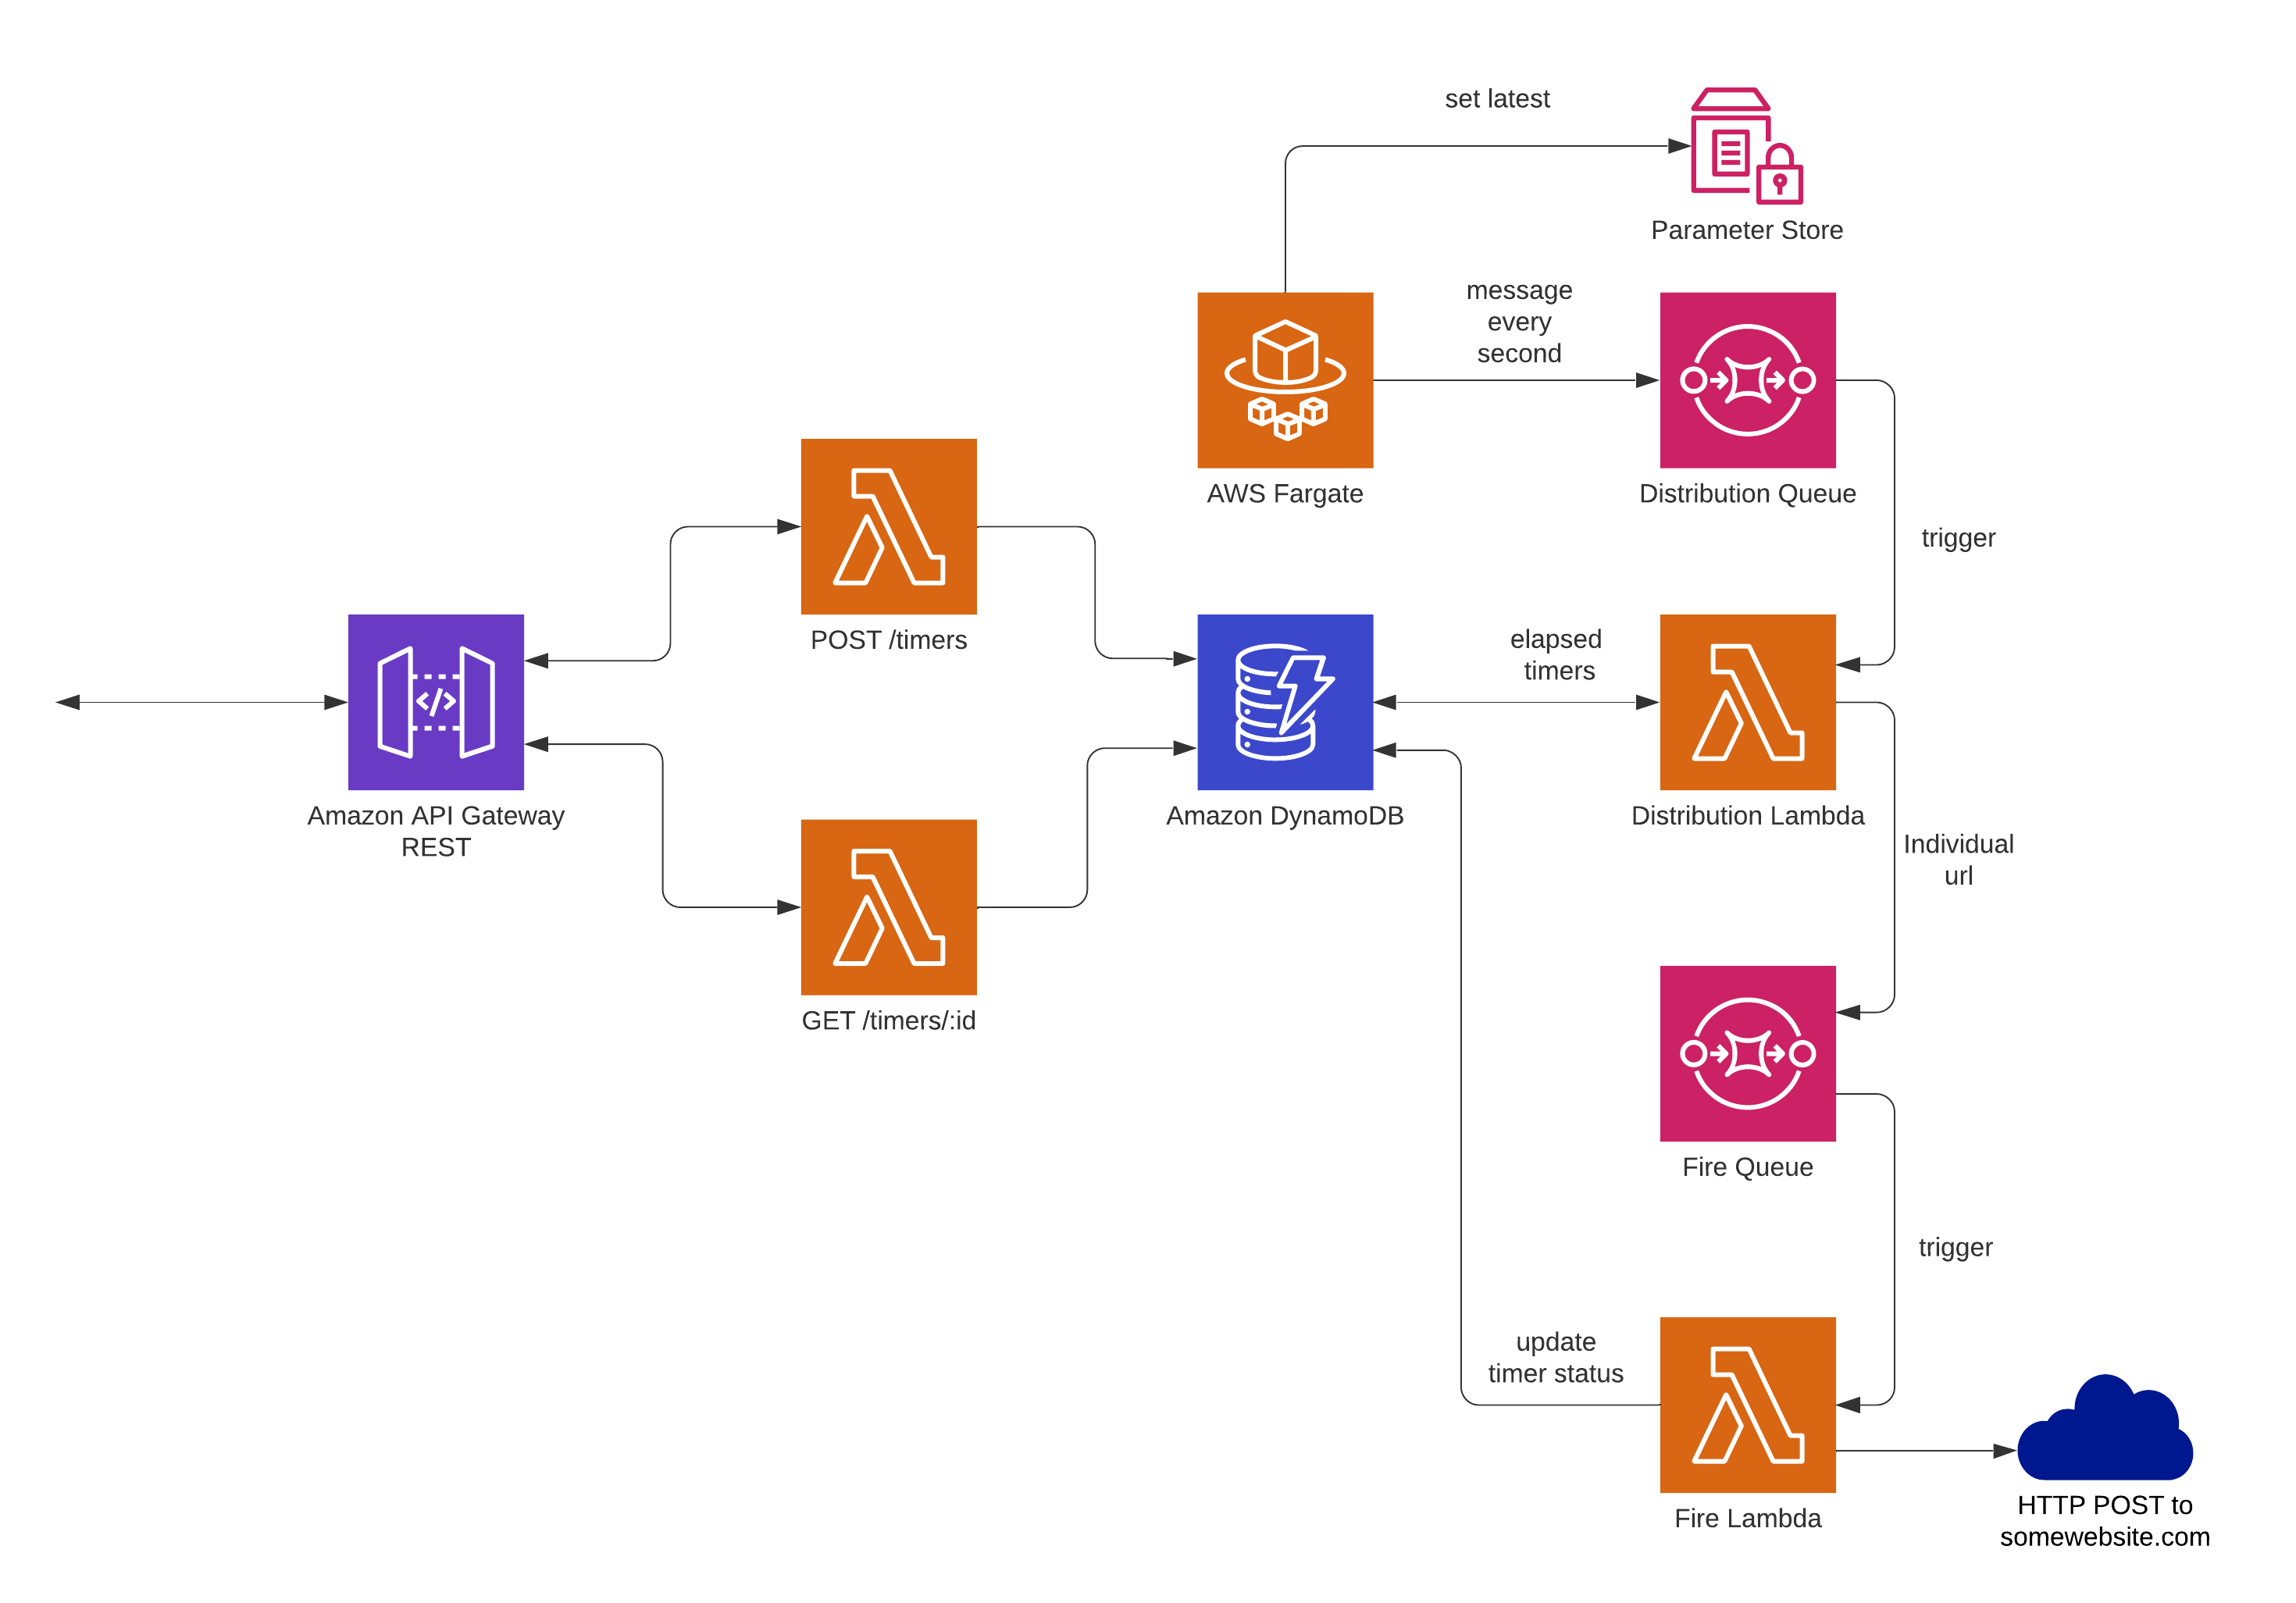 set latest
Parameter Store
message
every
second
AWS Fargate
Distribution Queue
trigger
POST /timers
elapsed
timers
</>
Amazon API Gateway
REST
Amazon DynamoDB
Distribution Lambda
Individual
url
GET /timers/:id
Fire Queue
trigger
update
timer status
Fire Lambda
HTTP POST to
somewebsite.com